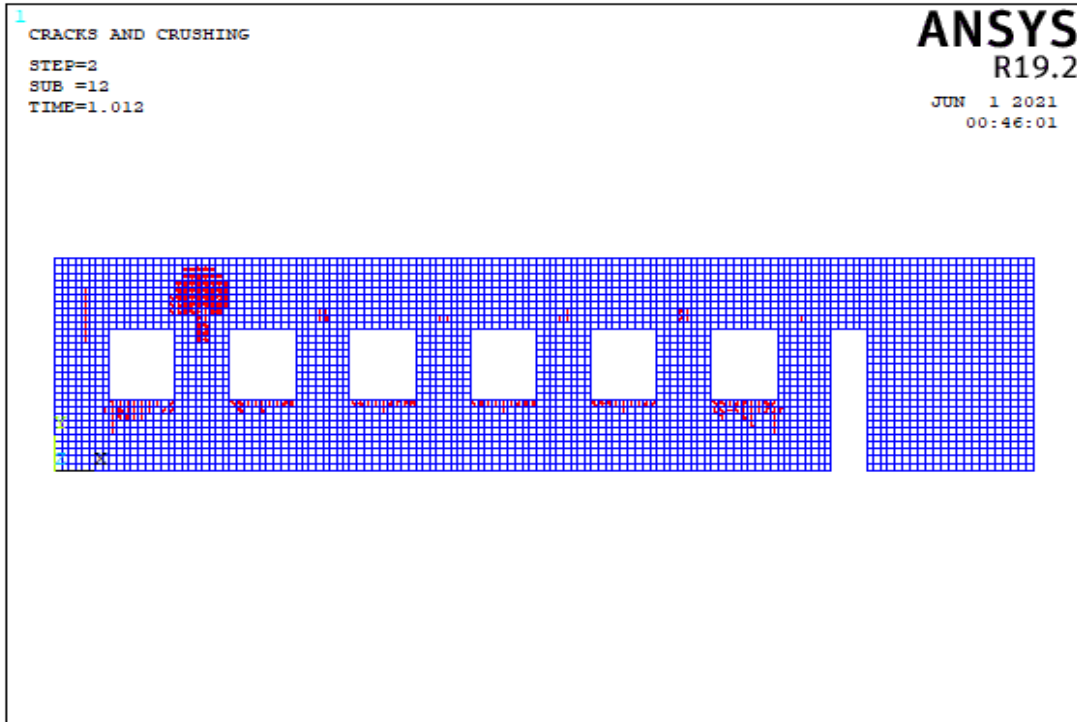 1
CRACKS AND CRUSHING
STEP=2
SUB =12
TIME=1.012
ANSYS
R19.2
JUN 1 2021
00:46:01
Y
Z X